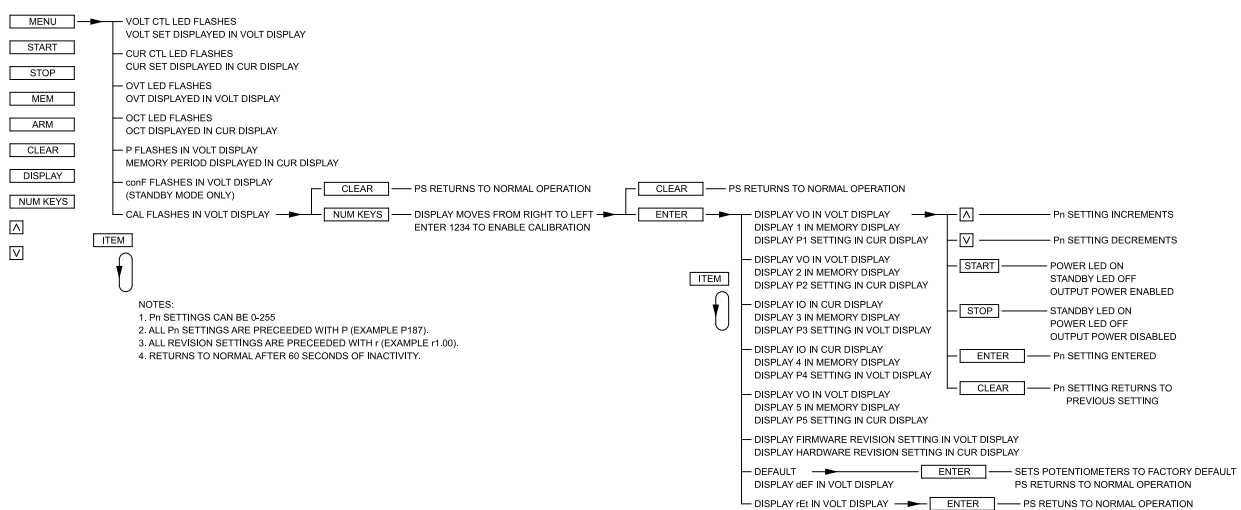 MENU
START
STOP
MEM
ARM
CLEAR
DISPLAY
NUM KEYS
VOLT CTL LED FLASHES
VOLT SET DISPLAYED IN VOLT DISPLAY
CUR CTL LED FLASHES
CUR SET DISPLAYED IN CUR DISPLAY
OVT LED FLASHES
OVT DISPLAYED IN VOLT DISPLAY
OCT LED FLASHES
OCT DISPLAYED IN CUR DISPLAY
P FLASHES IN VOLT DISPLAY
MEMORY PERIOD DISPLAYED IN CUR DISPLAY
conF FLASHES IN VOLT DISPLAY
(STANDBY MODE ONLY)
CAL FLASHES IN VOLT DISPLAY
ITEM
CLEAR
PS RETURNS TO NORMAL OPERATION
NUM KEYS
DISPLAY MOVES FROM RIGHT TO LEFT
ENTER 1234 TO ENABLE CALIBRATION
CLEAR
PS RETURNS TO NORMAL OPERATION
ENTER
ITEM
DISPLAY VO IN VOLT DISPLAY
DISPLAY 1 IN MEMORY DISPLAY
DISPLAY P1 SETTING IN CUR DISPLAY
DISPLAY VO IN VOLT DISPLAY
DISPLAY 2 IN MEMORY DISPLAY
DISPLAY P2 SETTING IN CUR DISPLAY
DISPLAY IO IN CUR DISPLAY
DISPLAY 3 IN MEMORY DISPLAY
DISPLAY P3 SETTING IN VOLT DISPLAY
DISPLAY IO IN CUR DISPLAY
DISPLAY 4 IN MEMORY DISPLAY
DISPLAY P4 SETTING IN VOLT DISPLAY
DISPLAY VO IN VOLT DISPLAY
DISPLAY 5 IN MEMORY DISPLAY
DISPLAY P5 SETTING IN CUR DISPLAY
DISPLAY FIRMWARE REVISION SETTING IN VOLT DISPLAY
DISPLAY HARDWARE REVISION SETTING IN CUR DISPLAY
DEFAULT
DISPLAY dEF IN VOLT DISPLAY
ENTER
SETS POTENTIOMETERS TO FACTORY DEFAULT
PS RETURNS TO NORMAL OPERATION
DISPLAY rEt IN VOLT DISPLAY
ENTER
PS RETUNS TO NORMAL OPERATION
Pn SETTING INCREMENTS
Pn SETTING DECREMENTS
START
POWER LED ON
STANDBY LED OFF
OUTPUT POWER ENABLED
STOP
STANDBY LED ON
POWER LED OFF
OUTPUT POWER DISABLED
ENTER
Pn SETTING ENTERED
CLEAR
Pn SETTING RETURNS TO
PREVIOUS SETTING
NOTES:
1. Pn SETTINGS CAN BE 0-255
2. ALL Pn SETTINGS ARE PRECEEDED WITH P (EXAMPLE P187).
3. ALL REVISION SETTINGS ARE PRECEEDED WITH r (EXAMPLE r1.00).
4. RETURNS TO NORMAL AFTER 60 SECONDS OF INACTIVITY.